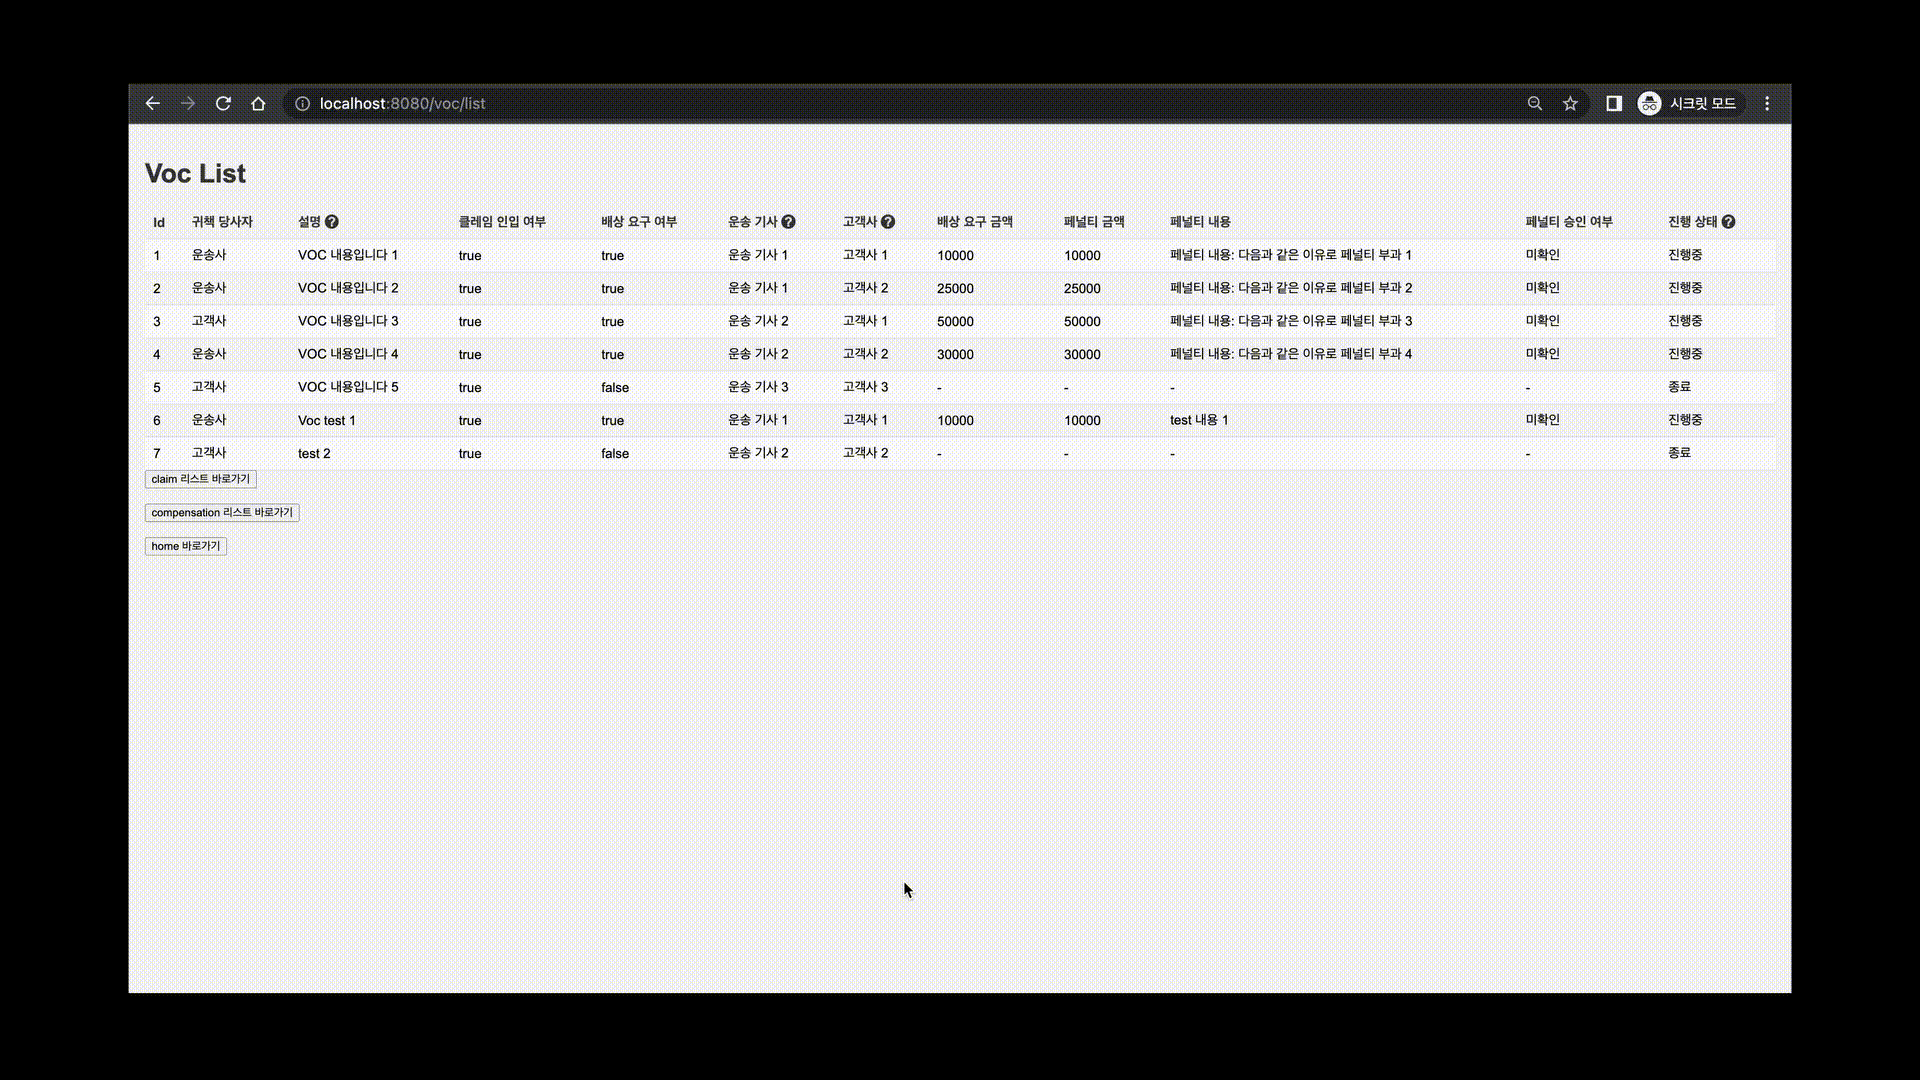 localhost:8080/voc/list 시크릿 모드
Voc List
Id 귀책 당사자 설명 ? 클레임 인입 여부 배상 요구 여부 운송 기사 ? 고객사 ? 배상 요구 금액 페널티 금액 페널티 내용 페널티 승인 여부 진행 상태 ?
1 운송사 VOC 내용입니다 1 true true 운송 기사 1 고객사 1 10000 10000 페널티 내용: 다음과 같은 이유로 페널티 부과 1 미확인 진행중
2 운송사 VOC 내용입니다 2 true true 운송 기사 1 고객사 2 25000 25000 페널티 내용: 다음과 같은 이유로 페널티 부과 2 미확인 진행중
3 고객사 VOC 내용입니다 3 true true 운송 기사 2 고객사 1 50000 50000 페널티 내용: 다음과 같은 이유로 페널티 부과 3 미확인 진행중
4 운송사 VOC 내용입니다 4 true true 운송 기사 2 고객사 2 30000 30000 페널티 내용: 다음과 같은 이유로 페널티 부과 4 미확인 진행중
5 고객사 VOC 내용입니다 5 true false 운송 기사 3 고객사 3 - - - - 종료
6 운송사 Voc test 1 true true 운송 기사 1 고객사 1 10000 10000 test 내용 1 미확인 진행중
7 고객사 test 2 true false 운송 기사 2 고객사 2 - - - - 종료
claim 리스트 바로가기
compensation 리스트 바로가기
home 바로가기